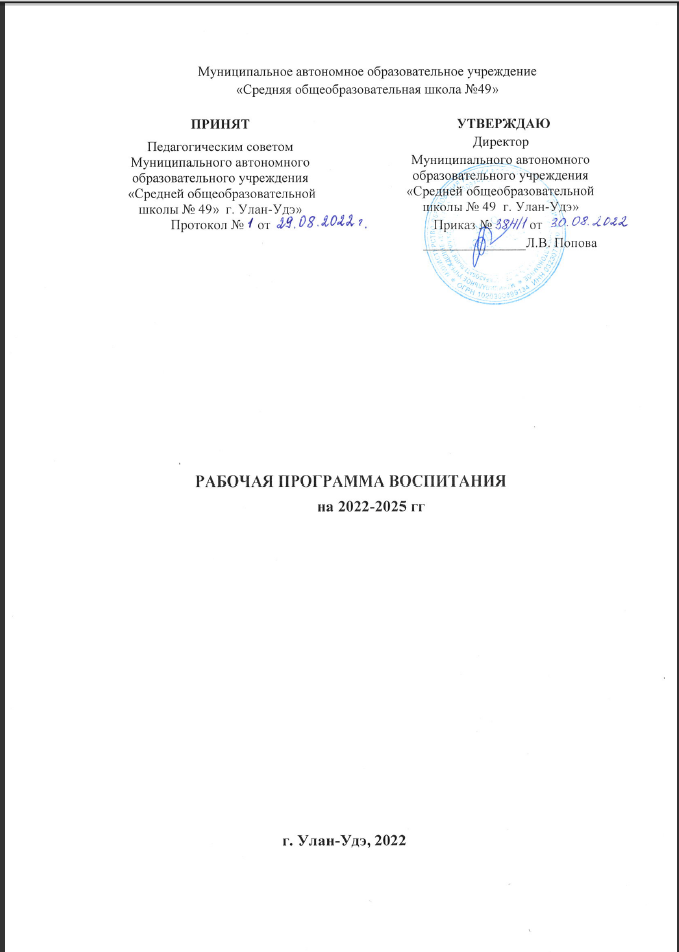 Муниципальное автономное образовательное учреждение
«Средняя общеобразовательная школа №49»
ПРИНЯТ
Педагогическим советом
Муниципального автономного
образовательного учреждения
«Средней общеобразовательной
школы № 49» г. Улан-Удэ»
Протокол № 1 от 29.08.2022 г.
УТВЕРЖДАЮ
Директор
Муниципального автономного
образовательного учреждения
«Средней общеобразовательной
школы № 49 г. Улан-Удэ»
Приказ № от 30.08.2022
Л.В. Попова
РАБОЧАЯ ПРОГРАММА ВОСПИТАНИЯ
на 2022-2025 гг
г. Улан-Удэ, 2022